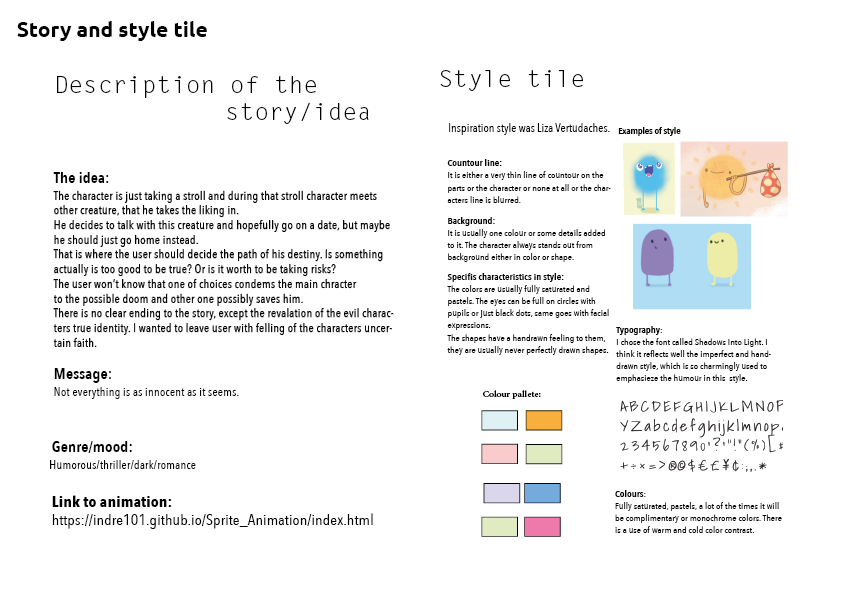 Story and style tile
Description of the
story/idea
The idea:
The character is just taking a stroll and during that stroll character meets
other creature, that he takes the liking in.
He decides to talk with this creature and hopefully go on a date, but maybe
he should just go home instead.
That is where the user should decide the path of his destiny. Is something
actually is too good to be true? Or is it worth to be taking risks?
The user won't know that one of choices condems the main chracter
to the possible doom and other one possibly saves him.
There is no clear ending to the story, except the revalation of the evil charac-
ters true identity. I wanted to leave user with felling of the characters uncer-
tain faith.
Message:
Not everything is as innocent as it seems.
Genre/mood:
Humorous/thriller/dark/romance
Link to animation:
https://indre101.github.io/Sprite_Animation/index.html
Style tile
Inspiration style was Liza Vertudaches.
Countour line:
It is either a very thin line of countour on the
parts or the character or none at all or the char-
acters line is blurred.
Background:
It is usually one colour or some details added
to it. The character always stands out from
background either in color or shape.
Specifis characteristics in style:
The colors are usually fully saturated and
pastels. The eyes can be full on circles with
pupils or just black dots, same goes with facial
expressions.
The shapes have a handrawn feeling to them,
they are usually never perfectly drawn shapes.
Colour pallete:
Examples of style
Typography:
I chose the font called Shadows Into Light. I
think it reflects well the imperfect and hand-
drawn style, which is so charmingly used to
emphasieze the humour in this style.
ABCDEFGHIJKLMNOP
YZabcdefghijklmnop
234567890'?'"!"(%)[#
+÷×=>®©$€£¥¢:;,.*
Colours:
Fully saturated, pastels, a lot of the times it will
be complimentary or monochrome colors. There
is a use of warm and cold color contrast.